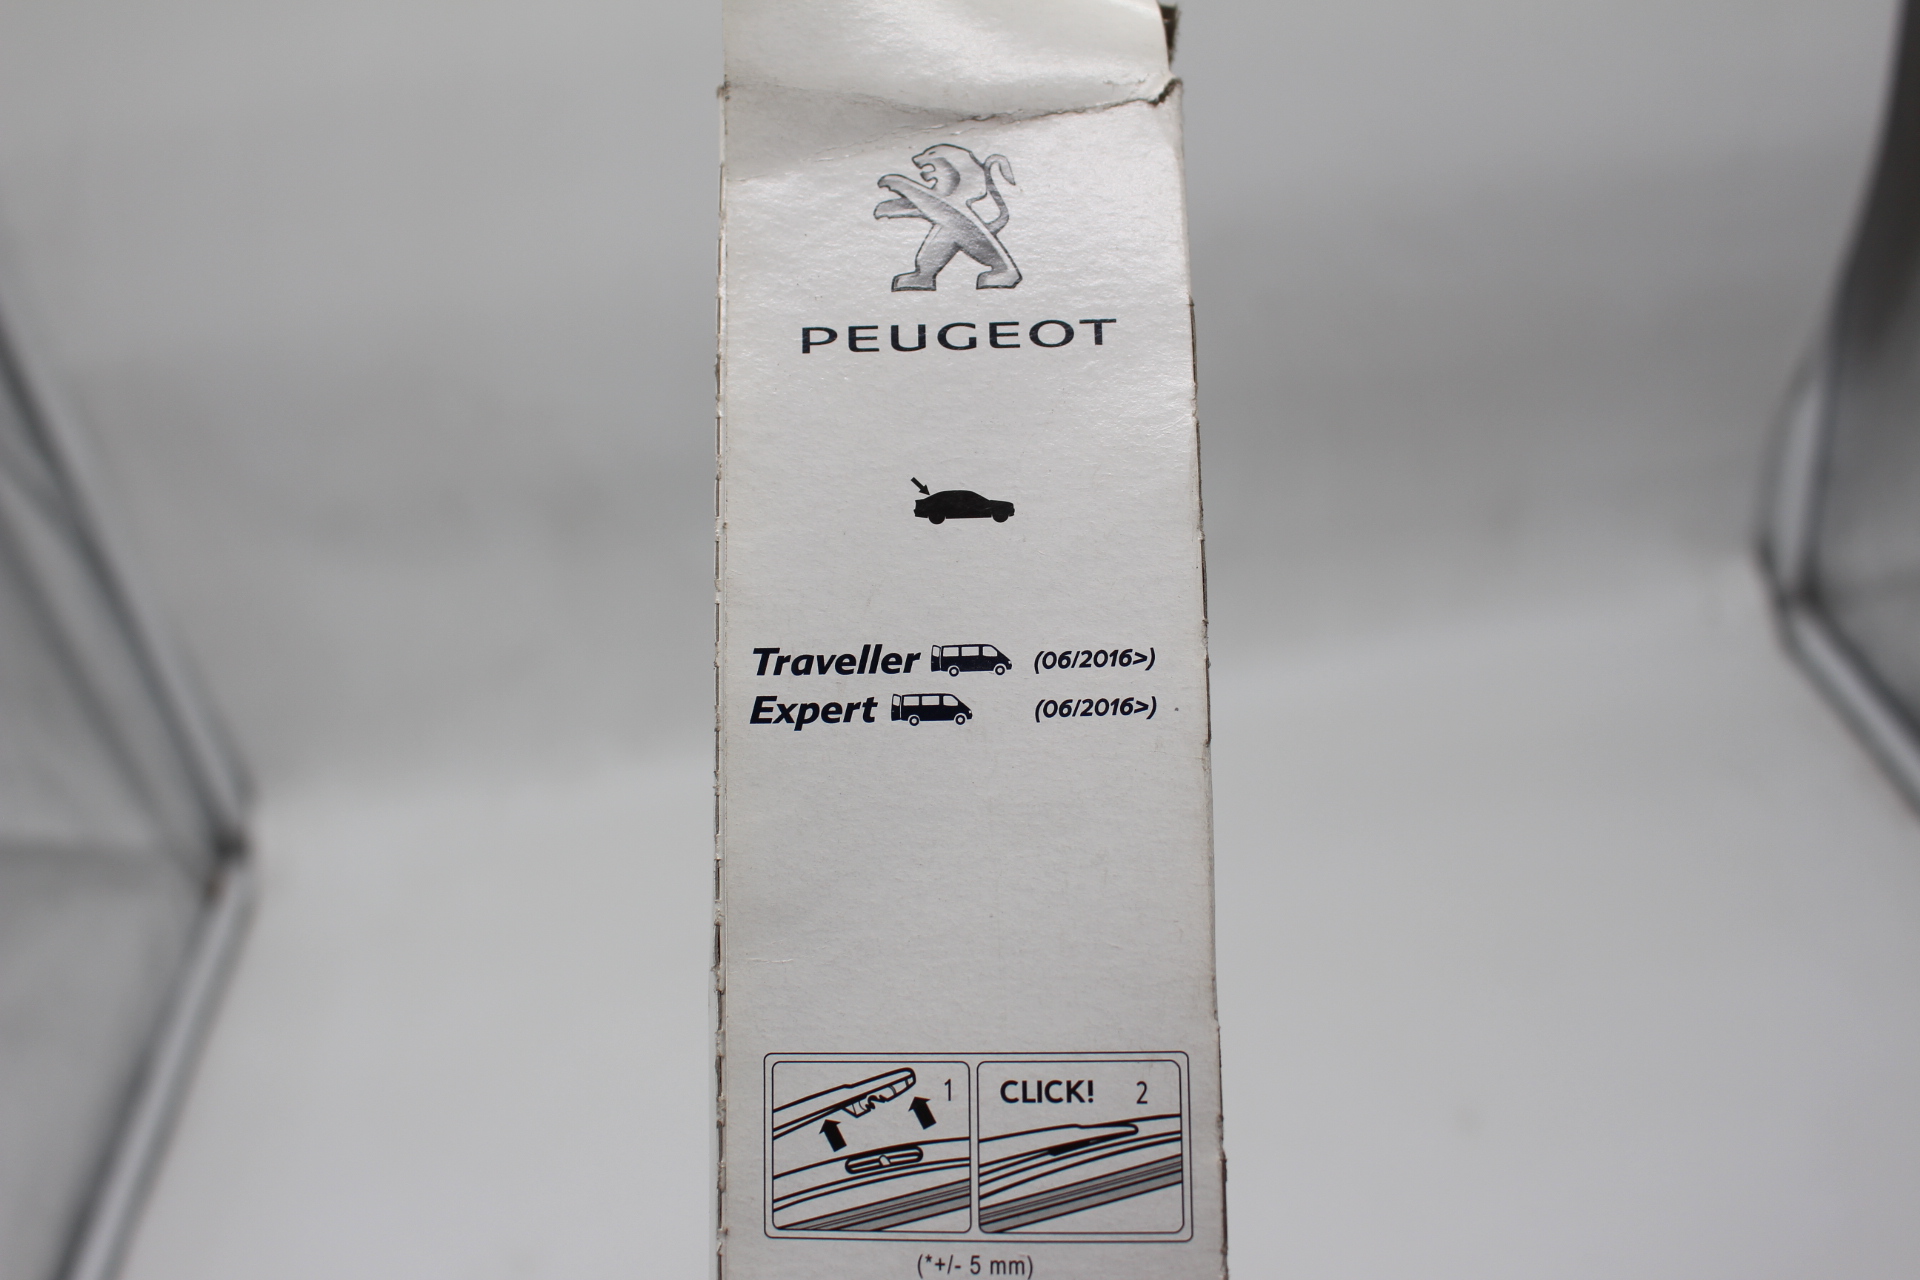 PEUGEOT
Traveller (06/2016>)
Expert (06/2016>)
1 CLICK! 2
(*+/- 5 mm)